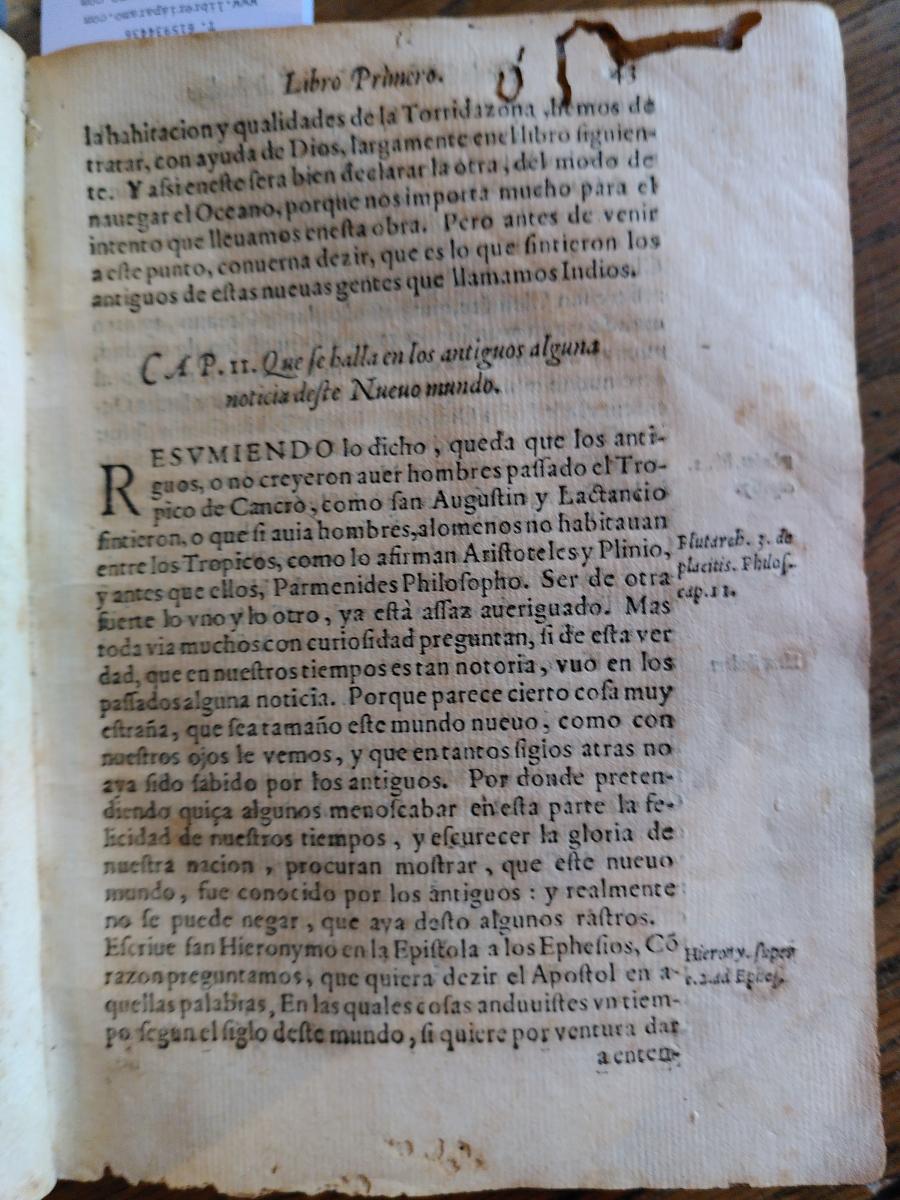 www.libreriaparano.com
T. 615934436
Libro Primero. 43
la habitacion y qualidades de la Torridazona, hemos de
tratar, con ayuda de Dios, largamente en el libro siguien-
te. Y assi eneste sera bien declarar la otra, del modo de
nauegar el Oceano, porque nos importa mucho para el
intento que lleuamos enesta obra. Pero antes de venir
a este punto, conuerna dezir, que es lo que sintieron los
antiguos de estas nueuas gentes que llamamos Indios.
CAP. 11. Que se halla en los antiguos alguna
noticia deste Nueuo mundo.
RESVMIENDO lo dicho, queda que los anti-
guos, o no creyeron auer hombres passado el Tro-
pico de Cancro, como san Augustin y Lactancio
sintieron, o que si auia hombres, alomenos no habitauan
entre los Tropicos, como lo afirman Aristoteles y Plinio,
y antes que ellos, Parmenides Philosopho. Ser de otra
suerte lo vno y lo otro, ya està assaz aueriguado. Mas
toda via muchos con curiosidad preguntan, si de esta ver
dad, que en nuestros tiempos es tan notoria, vuo en los
passados alguna noticia. Porque parece cierto cosa muy
estraña, que sea tamaño este mundo nueuo, como con
nuestros ojos le vemos, y que en tantos siglos atras no
aya sido sabido por los antiguos. Por donde preten-
diendo quiça algunos menoscabar en esta parte la fe-
licidad de nuestros tiempos, y escurecer la gloria de
nuestra nacion, procuran mostrar, que este nueuo
mundo, fue conocido por los antiguos: y realmente
no se puede negar, que aya desto algunos rastros.
Escriue san Hieronymo en la Epistola a los Ephesios, Cõ
razon preguntamos, que quiera dezir el Apostol en a-
quellas palabras, En las quales cosas anduuistes vn tiem-
po segun el siglo deste mundo, si quiere por ventura dar
a enten-
Plutarch. 3. de
placitis. Philos.
cap. 11.
Hierony. super
c. 2. ad Ephes.